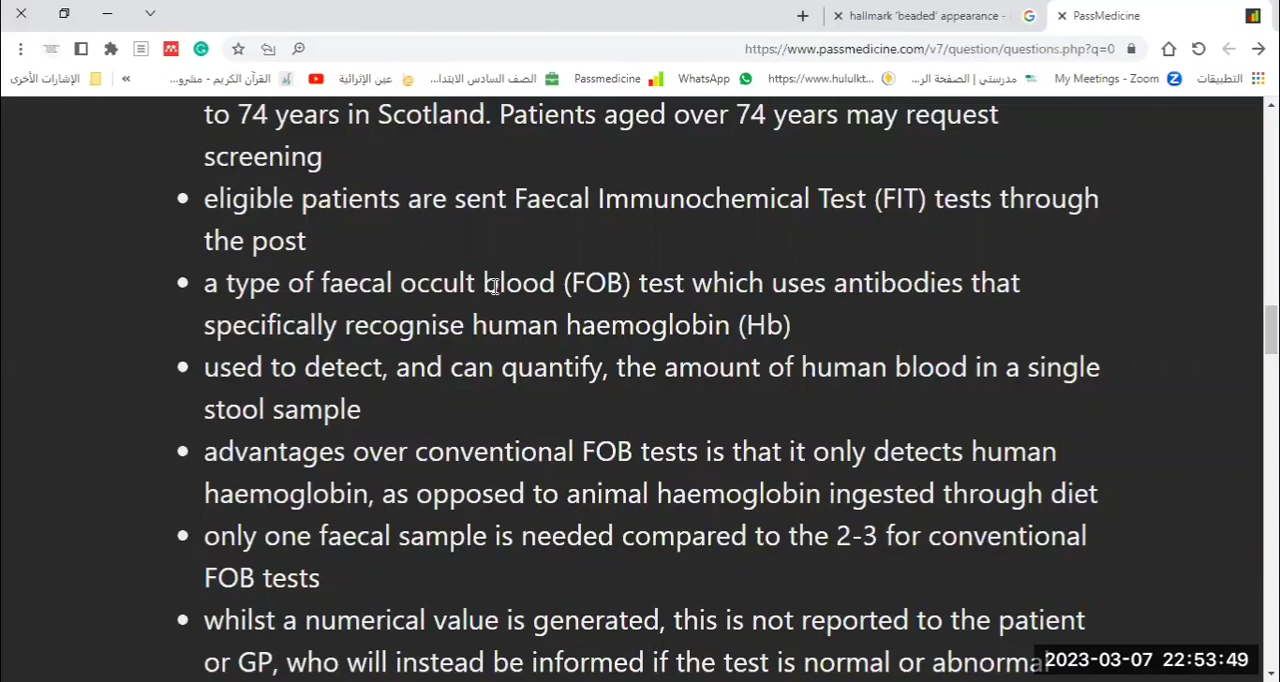 hallmark 'beaded' appearance -
PassMedicine
https://www.passmedicine.com/v7/question/questions.php?q=0
الإشارات الأخرى
»
القرآن الكريم - مشرو...
عين الإثرائية
الصف السادس الابتدا...
Passmedicine
WhatsApp
https://www.hululkt...
مدرستي | الصفحة الر...
My Meetings - Zoom
التطبيقات
to 74 years in Scotland. Patients aged over 74 years may request
screening
• eligible patients are sent Faecal Immunochemical Test (FIT) tests through
the post
• a type of faecal occult blood (FOB) test which uses antibodies that
specifically recognise human haemoglobin (Hb)
• used to detect, and can quantify, the amount of human blood in a single
stool sample
• advantages over conventional FOB tests is that it only detects human
haemoglobin, as opposed to animal haemoglobin ingested through diet
• only one faecal sample is needed compared to the 2-3 for conventional
FOB tests
• whilst a numerical value is generated, this is not reported to the patient
or GP, who will instead be informed if the test is normal or abnormal
2023-03-07 22:53:49